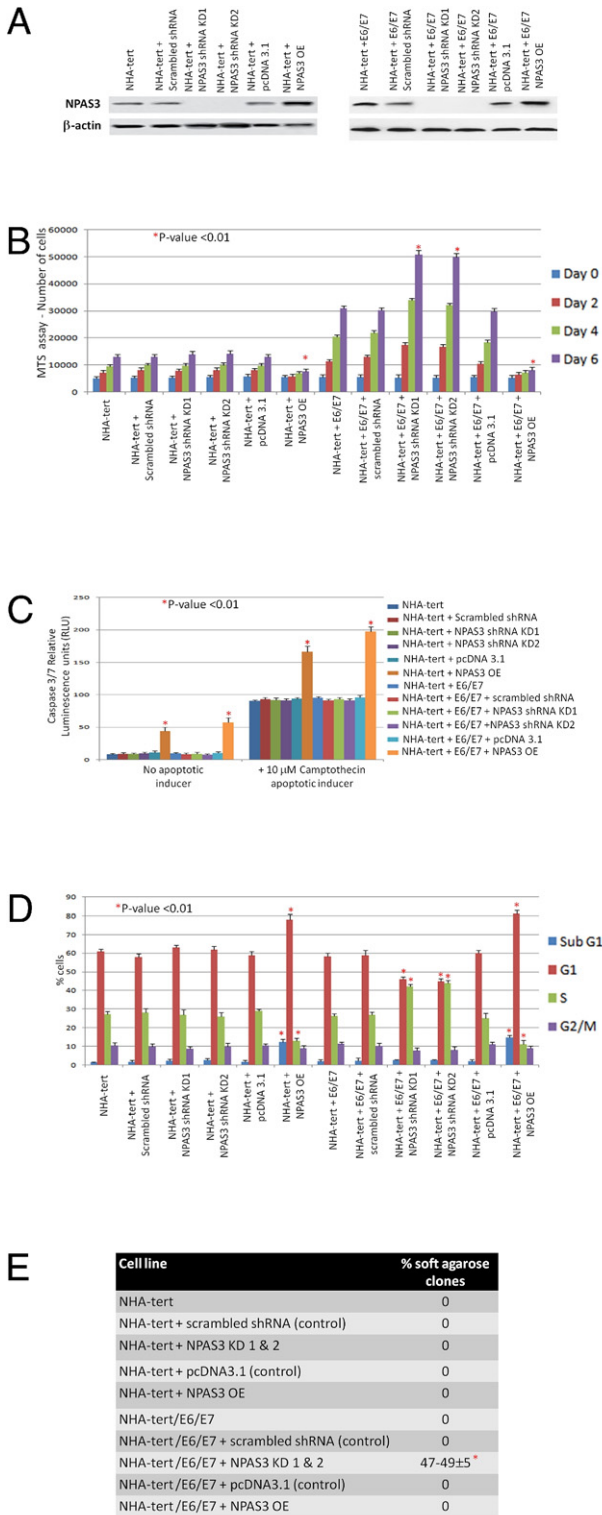 A
NHA-tert
NHA-tert +
Scrambled shRNA
NHA-tert +
NPAS3 shRNA KD1
NHA-tert +
NPAS3 shRNA KD2
NHA-tert +
pcDNA 3.1
NHA-tert +
NPAS3 OE
NHA-tert +E6/E7
NHA-tert + E6/E7
Scrambled shRNA
NHA-tert + E6/E7
NPAS3 shRNA KD1
NHA-tert + E6/E7
NPAS3 shRNA KD2
NHA-tert + E6/E7
pcDNA 3.1
NHA-tert + E6/E7
NPAS3 OE
NPAS3
β-actin
B
MTS assay - Number of cells
60000
50000
40000
30000
20000
10000
0
*P-value <0.01
* * * *
Day 0
Day 2
Day 4
Day 6
NHA-tert
NHA-tert +
Scrambled shRNA
NHA-tert +
NPAS3 shRNA KD1
NHA-tert +
NPAS3 shRNA KD2
NHA-tert +
pcDNA 3.1
NHA-tert +
NPAS3 OE
NHA-tert + E6/E7
NHA-tert + E6/E7 +
scrambled shRNA
NHA-tert + E6/E7 +
NPAS3 shRNA KD1
NHA-tert + E6/E7 +
NPAS3 shRNA KD2
NHA-tert + E6/E7 +
pcDNA 3.1
NHA-tert + E6/E7 +
NPAS3 OE
C
Caspase 3/7 Relative
Luminescence units (RLU)
250
200
150
100
50
0
*P-value <0.01
* * * *
No apoptotic
inducer
+ 10 μM Camptothecin
apoptotic inducer
NHA-tert
NHA-tert + Scrambled shRNA
NHA-tert + NPAS3 shRNA KD1
NHA-tert + NPAS3 shRNA KD2
NHA-tert + pcDNA 3.1
NHA-tert + NPAS3 OE
NHA-tert + E6/E7
NHA-tert + E6/E7 + scrambled shRNA
NHA-tert + E6/E7 +NPAS3 shRNA KD1
NHA-tert + E6/E7 +NPAS3 shRNA KD2
NHA-tert + E6/E7 + pcDNA 3.1
NHA-tert + E6/E7 + NPAS3 OE
D
% cells
90
80
70
60
50
40
30
20
10
0
*P-value <0.01
* * * * * * * * * *
Sub G1
G1
S
G2/M
NHA-tert
NHA-tert +
Scrambled shRNA
NHA-tert +
NPAS3 shRNA KD1
NHA-tert +
NPAS3 shRNA KD2
NHA-tert +
pcDNA 3.1
NHA-tert +
NPAS3 OE
NHA-tert + E6/E7
NHA-tert + E6/E7 +
scrambled shRNA
NHA-tert + E6/E7 +
NPAS3 shRNA KD1
NHA-tert + E6/E7 +
NPAS3 shRNA KD2
NHA-tert + E6/E7 +
pcDNA 3.1
NHA-tert + E6/E7 +
NPAS3 OE
E
Cell line % soft agarose
clones
NHA-tert 0
NHA-tert + scrambled shRNA (control) 0
NHA-tert + NPAS3 KD 1 & 2 0
NHA-tert + pcDNA3.1 (control) 0
NHA-tert + NPAS3 OE 0
NHA-tert/E6/E7 0
NHA-tert /E6/E7 + scrambled shRNA (control) 0
NHA-tert /E6/E7 + NPAS3 KD 1 & 2 47-49±5*
NHA-tert /E6/E7 + pcDNA3.1 (control) 0
NHA-tert /E6/E7 + NPAS3 OE 0